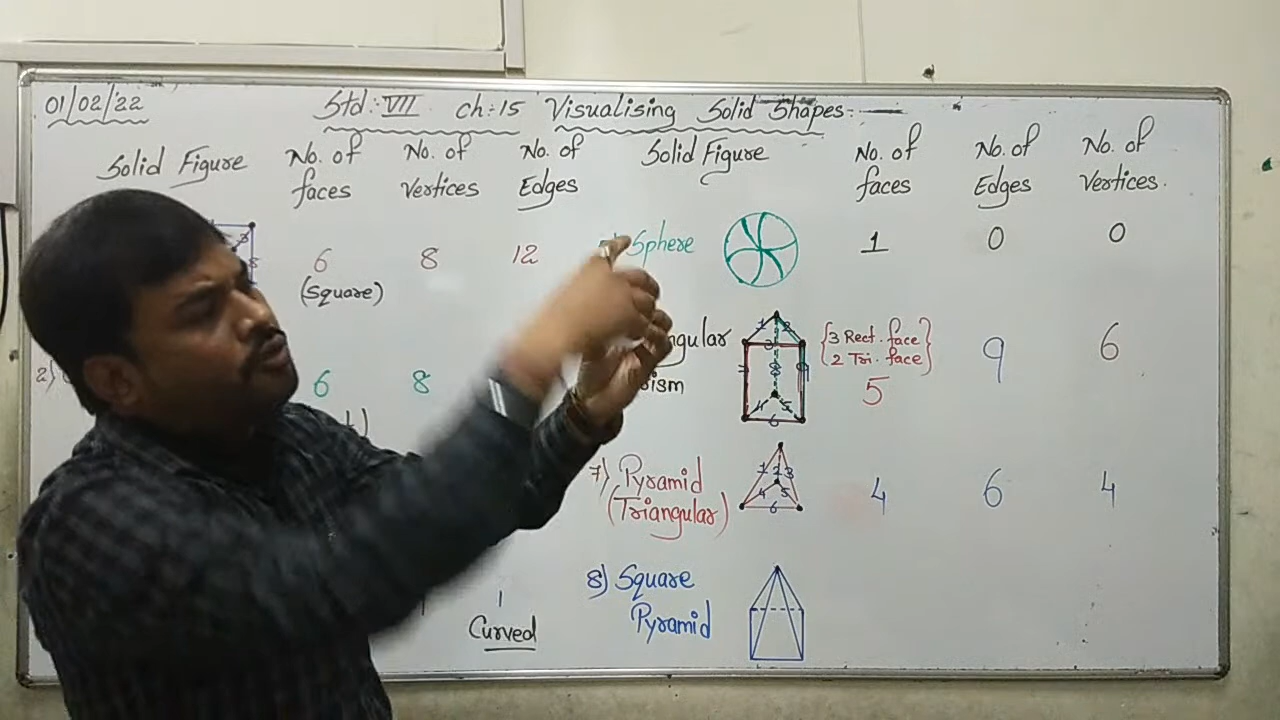 01/02/22 Std: VII ch:15 Visualising Solid Shapes:
Solid Figure No. of faces No. of Vertices No. of Edges Solid Figure No. of faces No. of Edges No. of Vertices.
6 8 12
(Square)
Sphere 1 0 0
2) 6 8
3 Rect. face
2 Tri. face
5 9 6
7) Pyramid
(Triangular) 4 6 4
8) Square
Pyramid
1
Curved